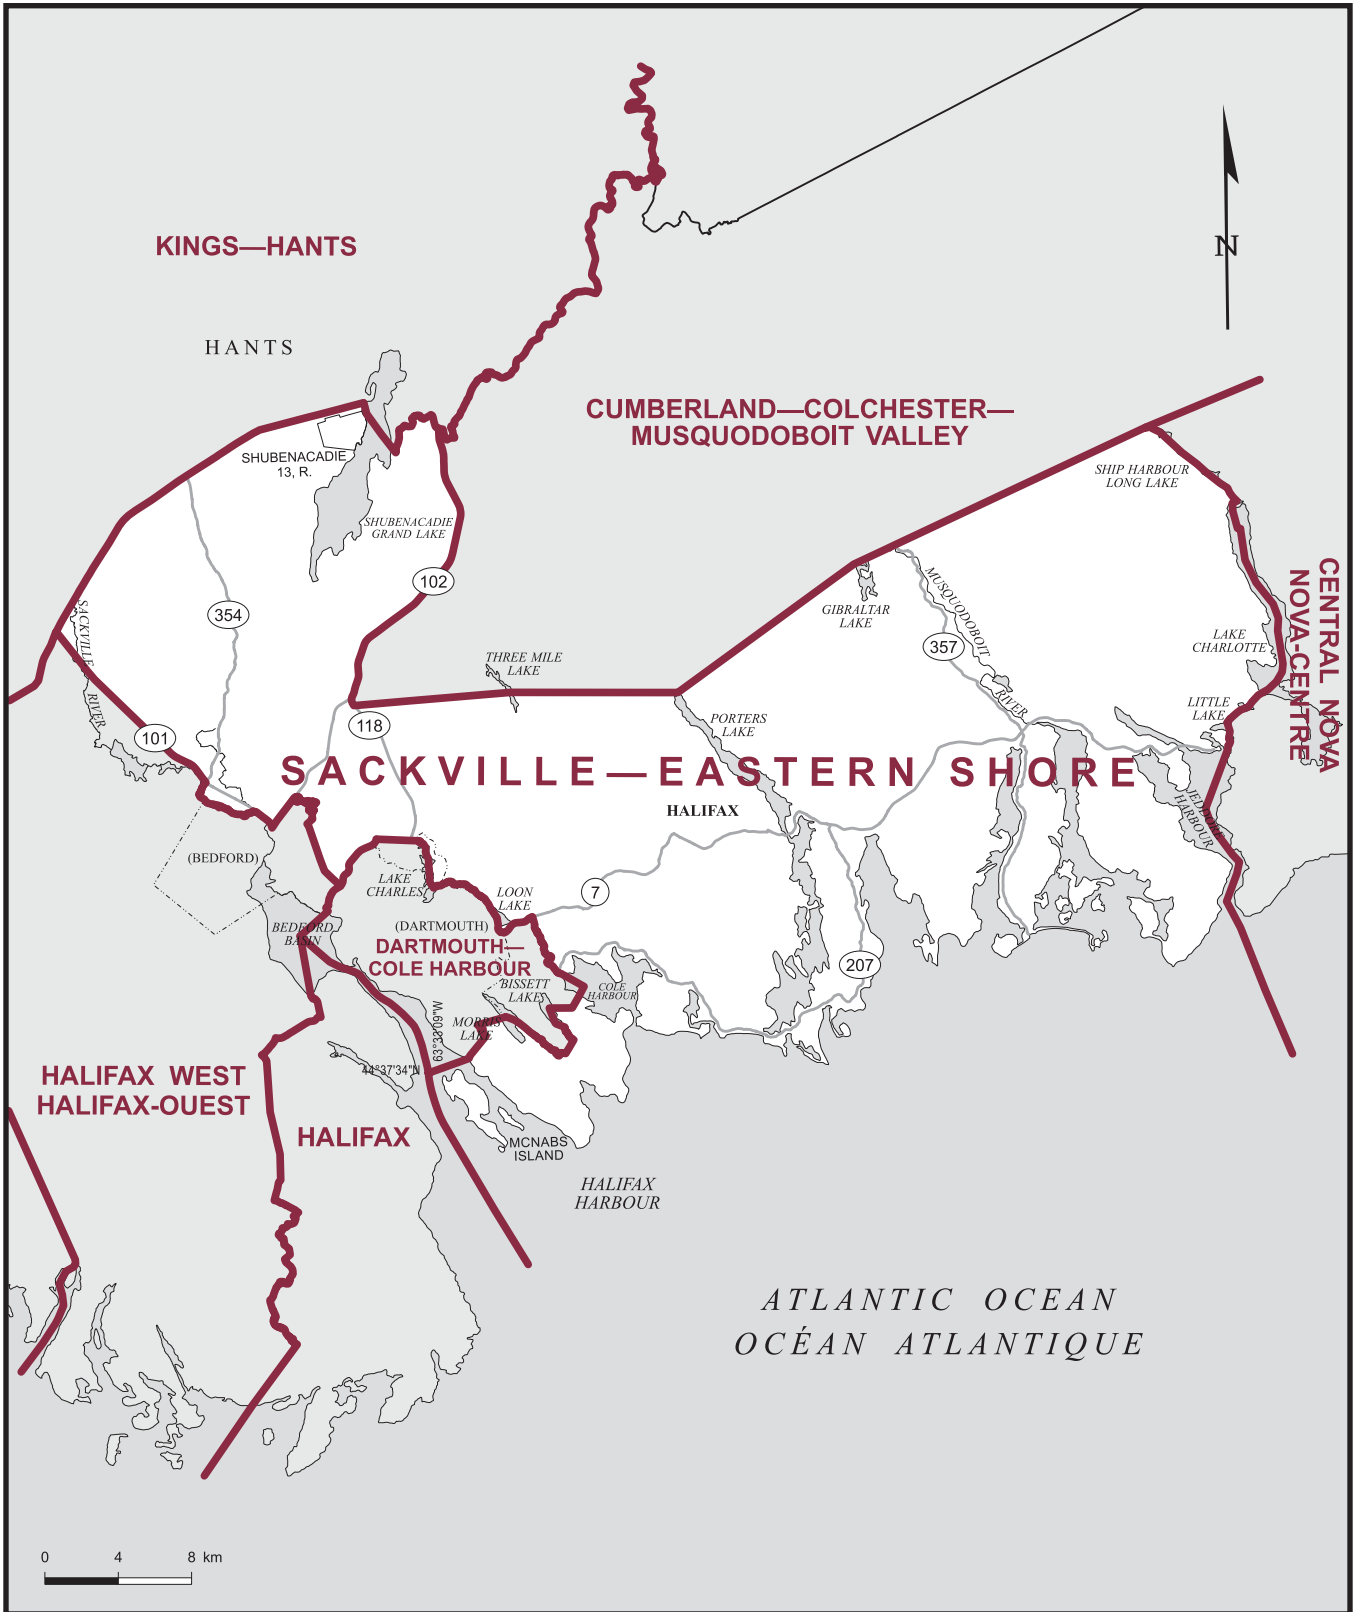 N
KINGS—HANTS
HANTS
CUMBERLAND—COLCHESTER—
MUSQUODOBOIT VALLEY
SHUBENACADIE
13, R.
SHIP HARBOUR
LONG LAKE
SHUBENACADIE
GRAND LAKE
102
354
SACKVILLE
RIVER
GIBRALTAR
LAKE
MUSQUODOBOIT
RIVER
357
LAKE
CHARLOTTE
CENTRAL NOVA
NOVA-CENTRE
THREE MILE
LAKE
LITTLE
LAKE
PORTERS
LAKE
101
118
SACKVILLE—EASTERN SHORE
HALIFAX
JEDDORE
HARBOUR
(BEDFORD)
LAKE
CHARLES
LOON
LAKE
7
BEDFORD
BASIN
(DARTMOUTH)
DARTMOUTH—
COLE HARBOUR
207
BISSETT
LAKE
COLE
HARBOUR
MORRIS
LAKE
63°33'09"W
44°37'34"N
HALIFAX WEST
HALIFAX-OUEST
HALIFAX
MCNABS
ISLAND
HALIFAX
HARBOUR
ATLANTIC OCEAN
OCÉAN ATLANTIQUE
0 4 8 km